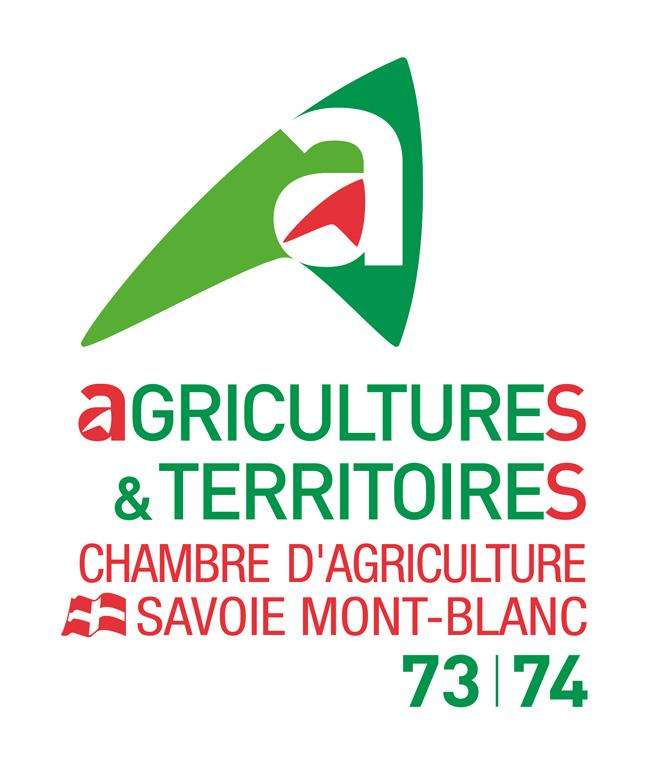 a
aGRICULTURES
& TERRITOIRES
CHAMBRE D'AGRICULTURE
SAVOIE MONT-BLANC
73 | 74